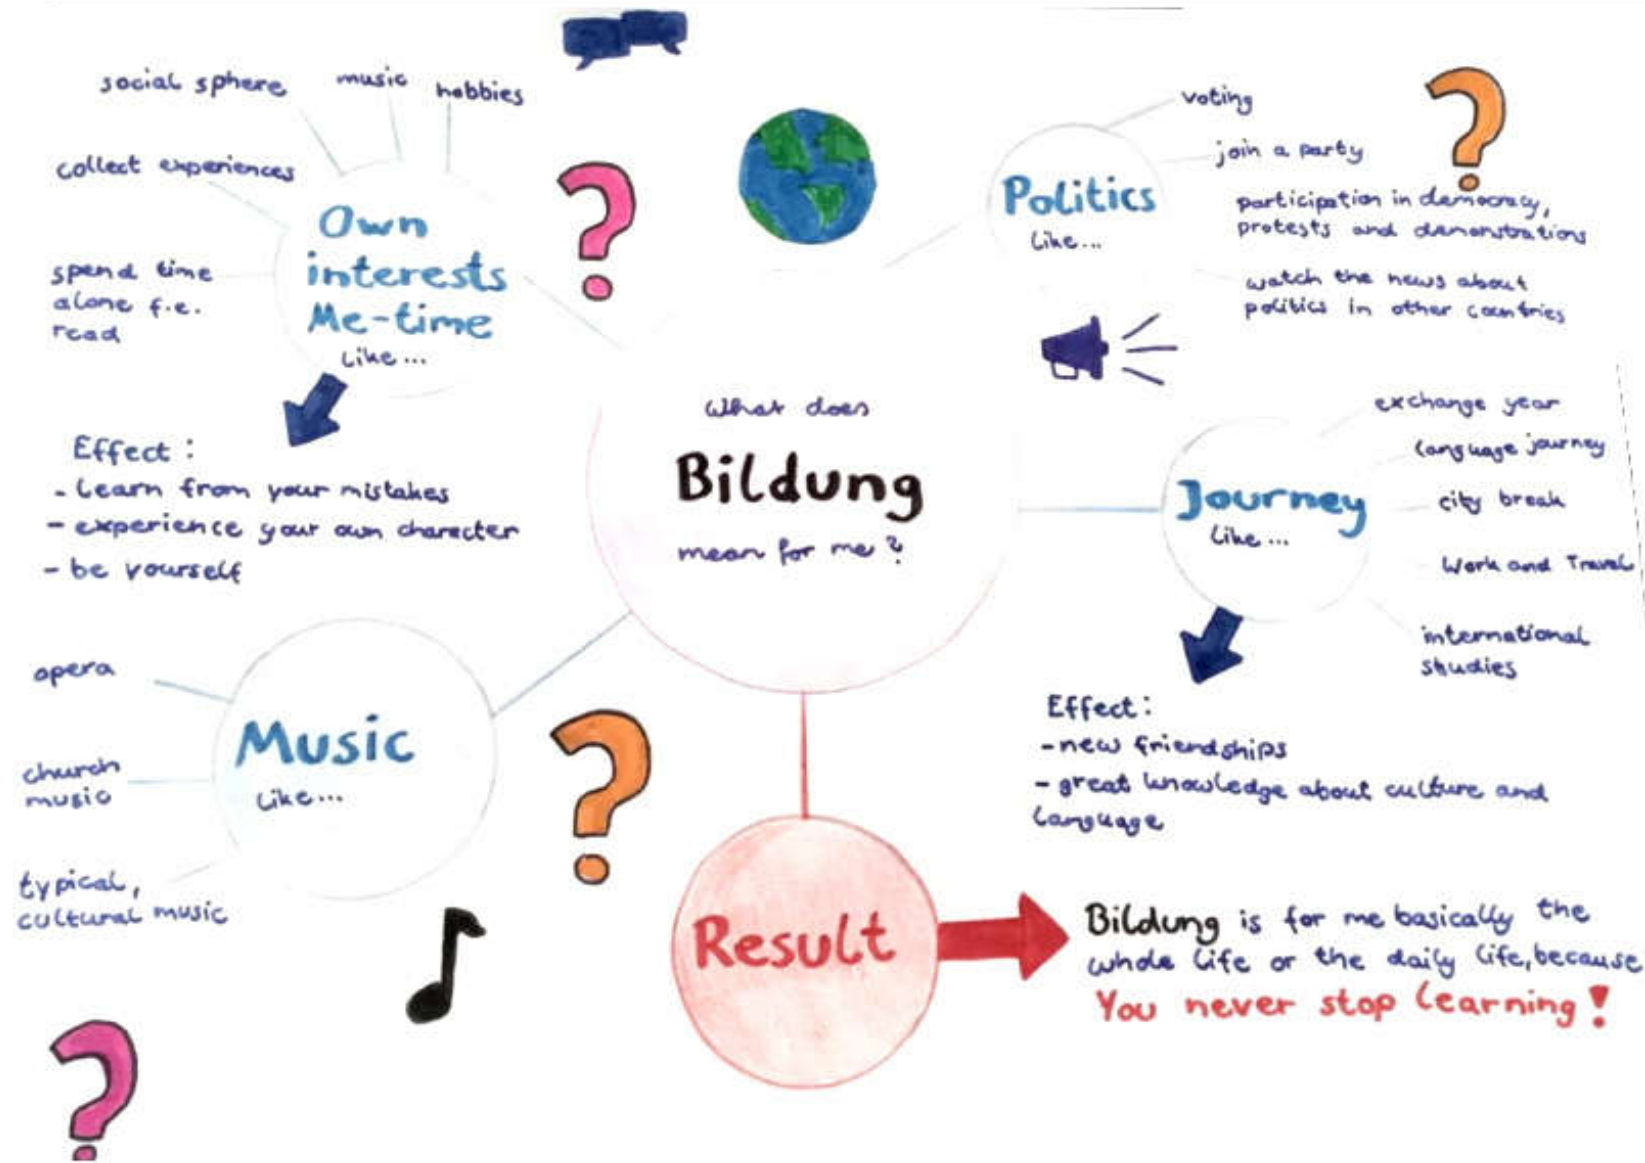 What does
Bildung
mean for me?
social sphere
music
hobbies
collect experiences
spend time
alone f.e.
read
Own
interests
Me-time
like...
Effect:
- learn from your mistakes
- experience your own character
- be yourself
Politics
like...
voting
join a party
participation in democracy,
protests and demonstrations
watch the news about
politics in other countries
Journey
like...
exchange year
language journey
city break
Work and Travel
international
studies
Effect:
- new friendships
- great knowledge about culture and
language
Music
like...
opera
church
music
typical,
cultural music
Result
Bildung is for me basically the
whole life or the daily life, because
You never stop learning!